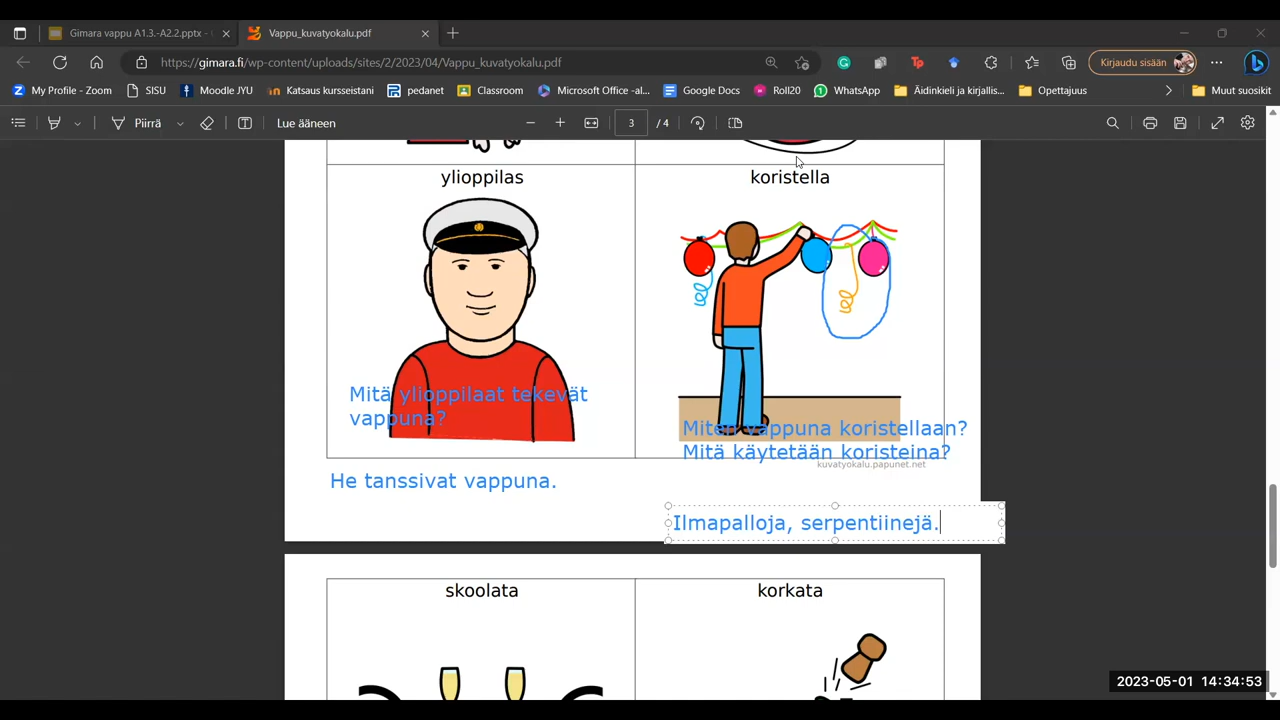 Gimara vappu A1.3.-A2.2.pptx -
Vappu_kuvatyokalu.pdf
https://gimara.fi/wp-content/uploads/sites/2/2023/04/Vappu_kuvatyokalu.pdf
Kirjaudu sisään
My Profile - Zoom
SISU
Moodle JYU
Katsaus kursseistani
pedanet
Classroom
Microsoft Office -al...
Google Docs
Roll20
WhatsApp
Äidinkieli ja kirjallis...
Opettajuus
Muut suosikit
Piirrä
Lue ääneen
3 / 4
ylioppilas
koristella
Mitä ylioppilaat tekevät
vappuna?
Miten vappuna koristellaan?
Mitä käytetään koristeina?
kuvatyokalu.papunet.net
He tanssivat vappuna.
Ilmapalloja, serpentiinejä.
skoolata
korkata
2023-05-01 14:34:53